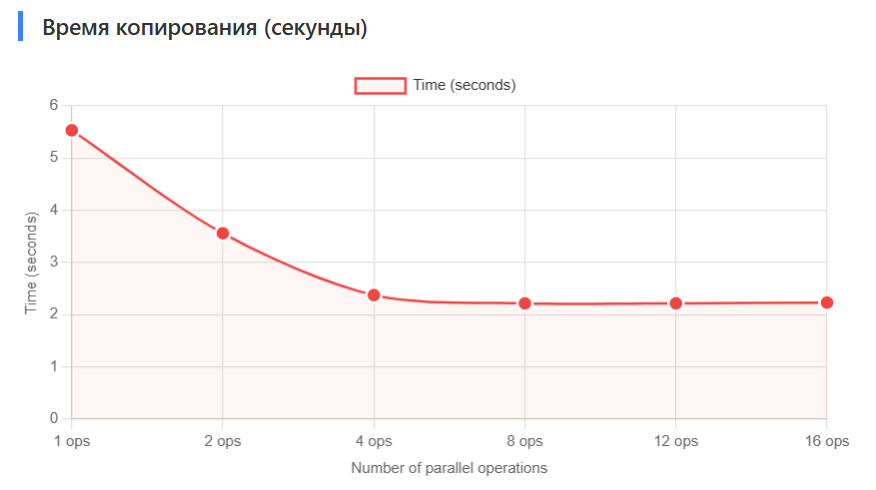 Время копирования (секунды)
Time (seconds)
6
5
4
3
2
1
0
Time (seconds)
1 ops 2 ops 4 ops 8 ops 12 ops 16 ops
Number of parallel operations